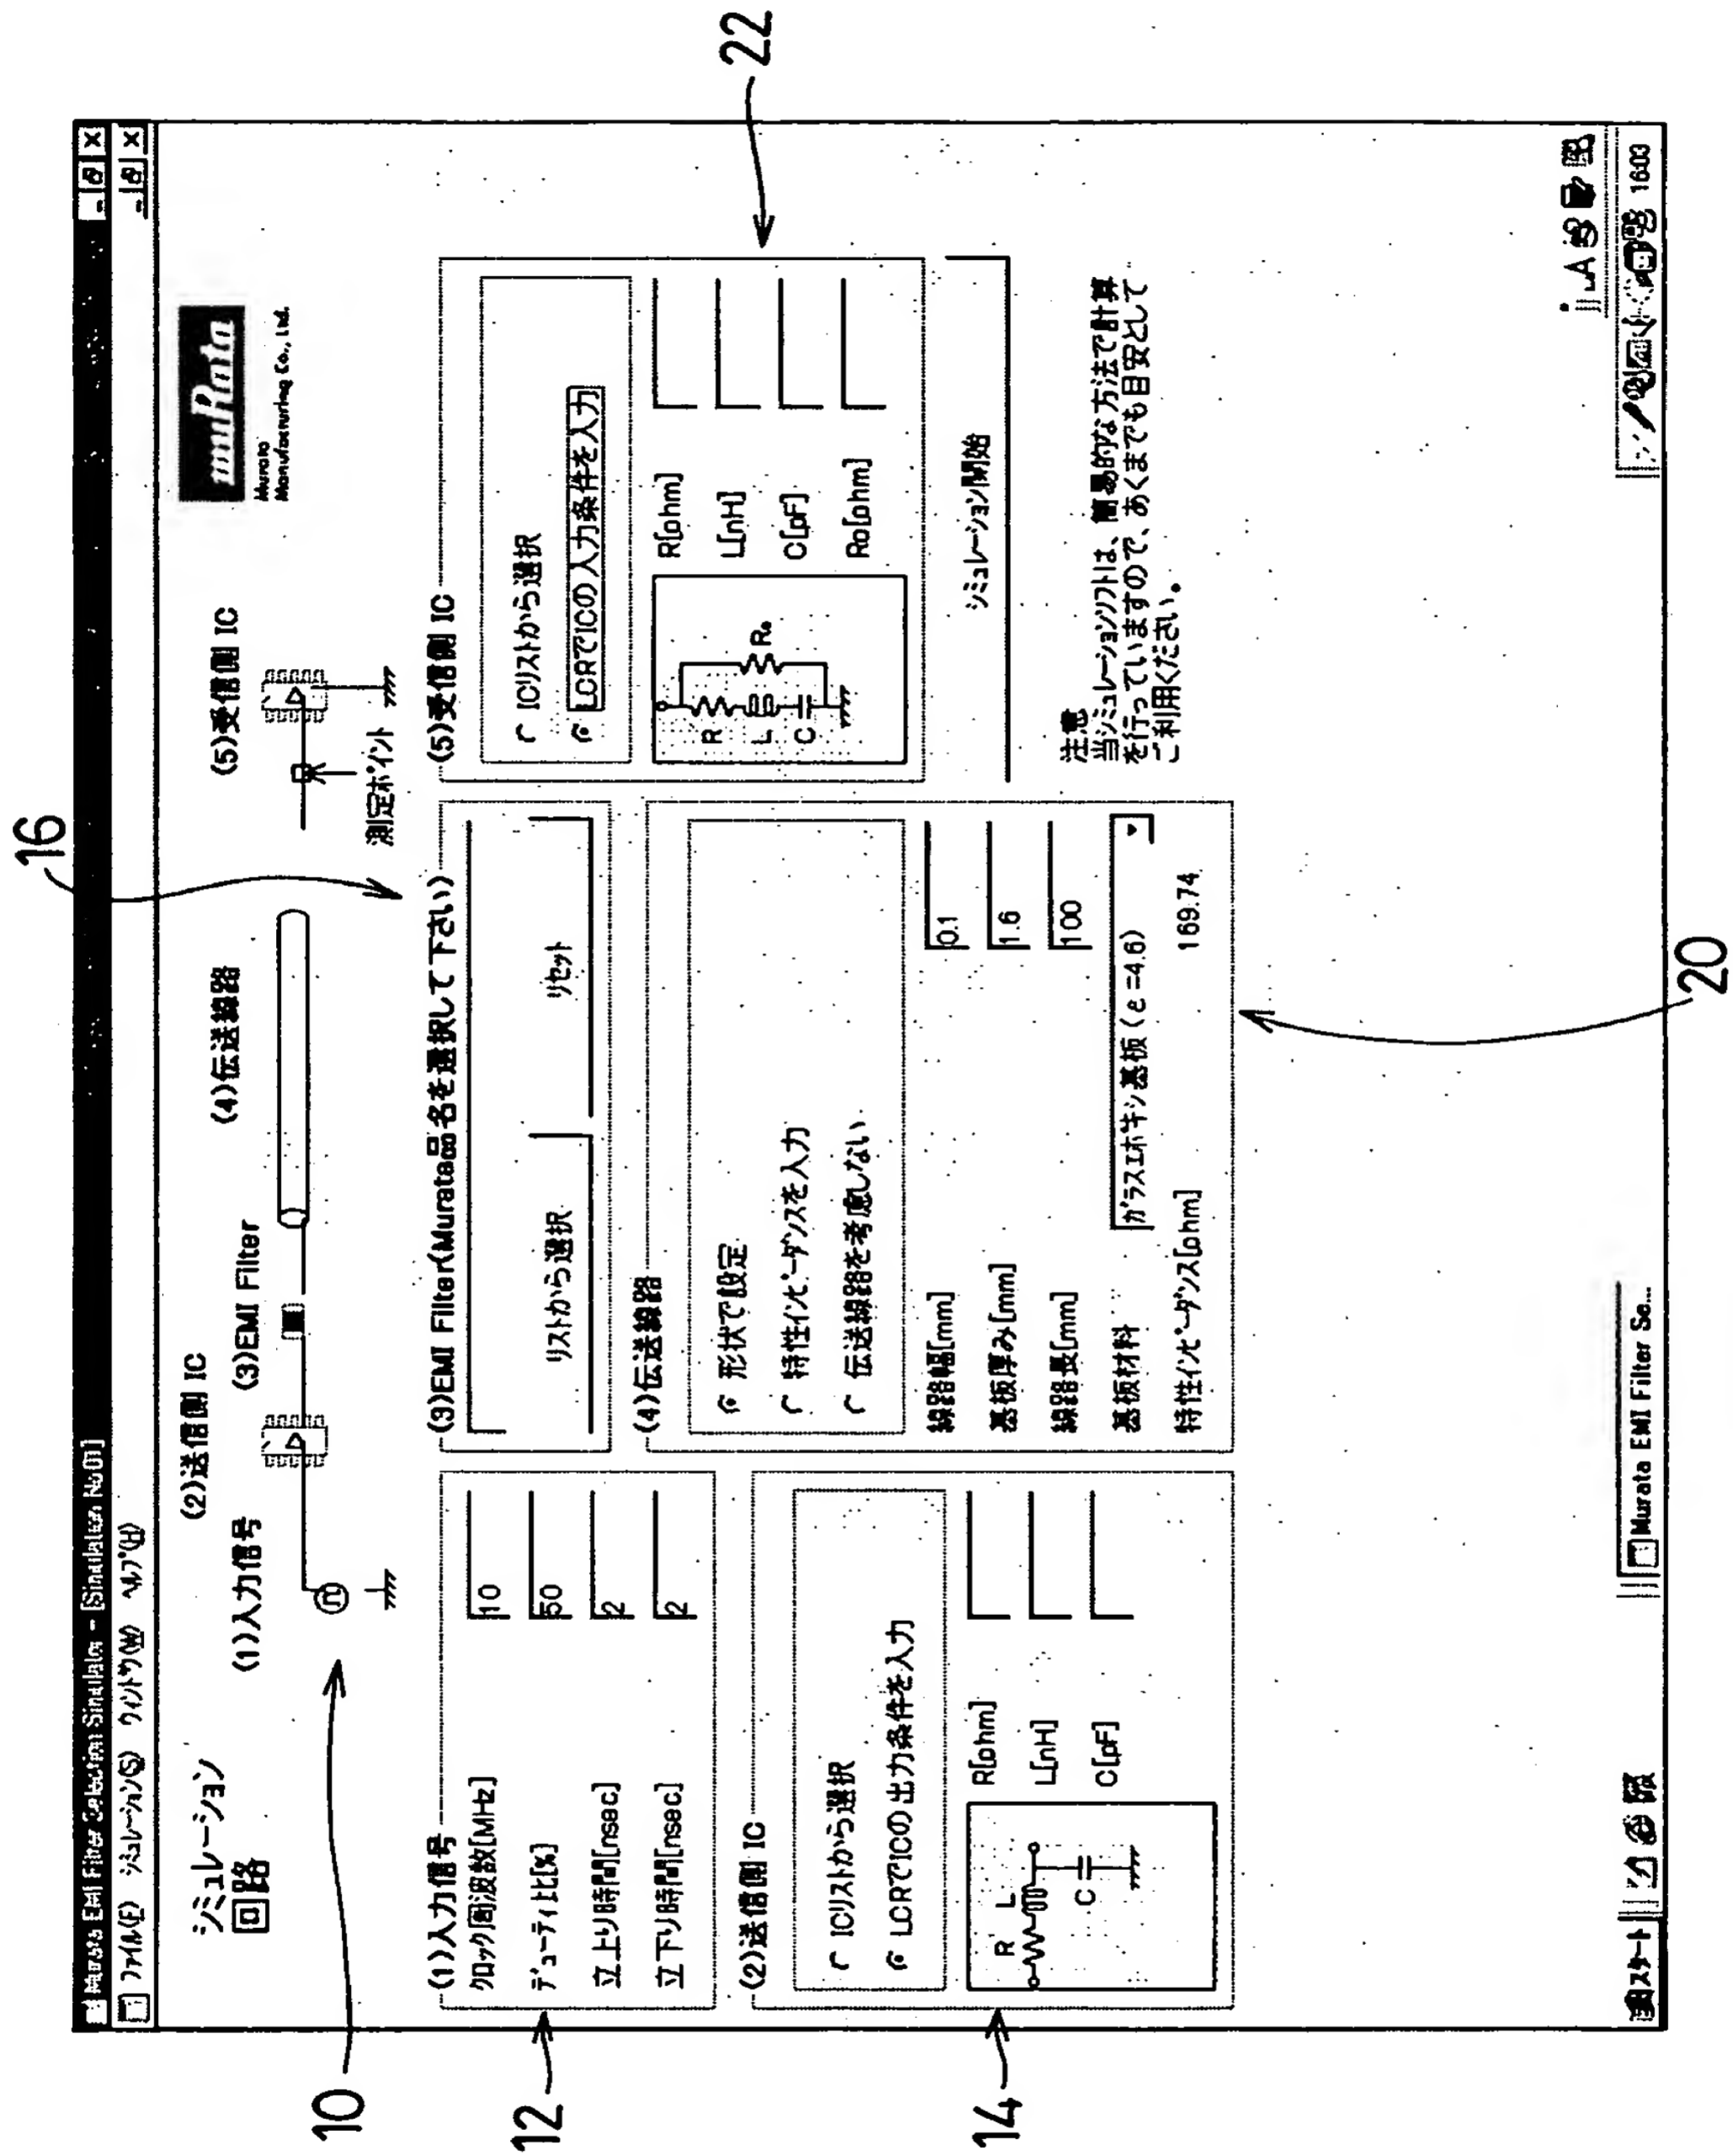 Murata EMI Filter Selection Simulator - [Simulation No01]
ファイル(F) シミュレーション(S) ウィンドウ(W) ヘルプ(H)
シミュレーション
回路
(1)入力信号
(2)送信側 IC
(3)EMI Filter
(4)伝送線路
(5)受信側 IC
測定ポイント
muRata
Murata
Manufacturing Co., Ltd.
10
(1)入力信号
クロック周波数[MHz] 10
デューティ比[%] 50
立上り時間[nsec] 2
立下り時間[nsec] 2
12
(2)送信側 IC
ICリストから選択
LCRでICの出力条件を入力
R L
C
R[ohm]
L[nH]
C[pF]
14
(3)EMI Filter(Murata品名を選択して下さい)
リストから選択 リセット
16
(4)伝送線路
形状で設定
特性インピーダンスを入力
伝送線路を考慮しない
線路幅[mm] 0.1
基板厚み[mm] 1.6
線路長[mm] 100
基板材料 ガラスエポキシ基板(ε=4.6)
特性インピーダンス[ohm] 169.74
20
(5)受信側 IC
ICリストから選択
LCRでICの入力条件を入力
R
L
C
Ro
R[ohm]
L[nH]
C[pF]
Ro[ohm]
22
シミュレーション開始
注意
当シミュレーションソフトは、簡易的な方法で計算
を行っていますので、あくまでも目安として
ご利用ください。
スタート
Murata EMI Filter Se...
A
16:03